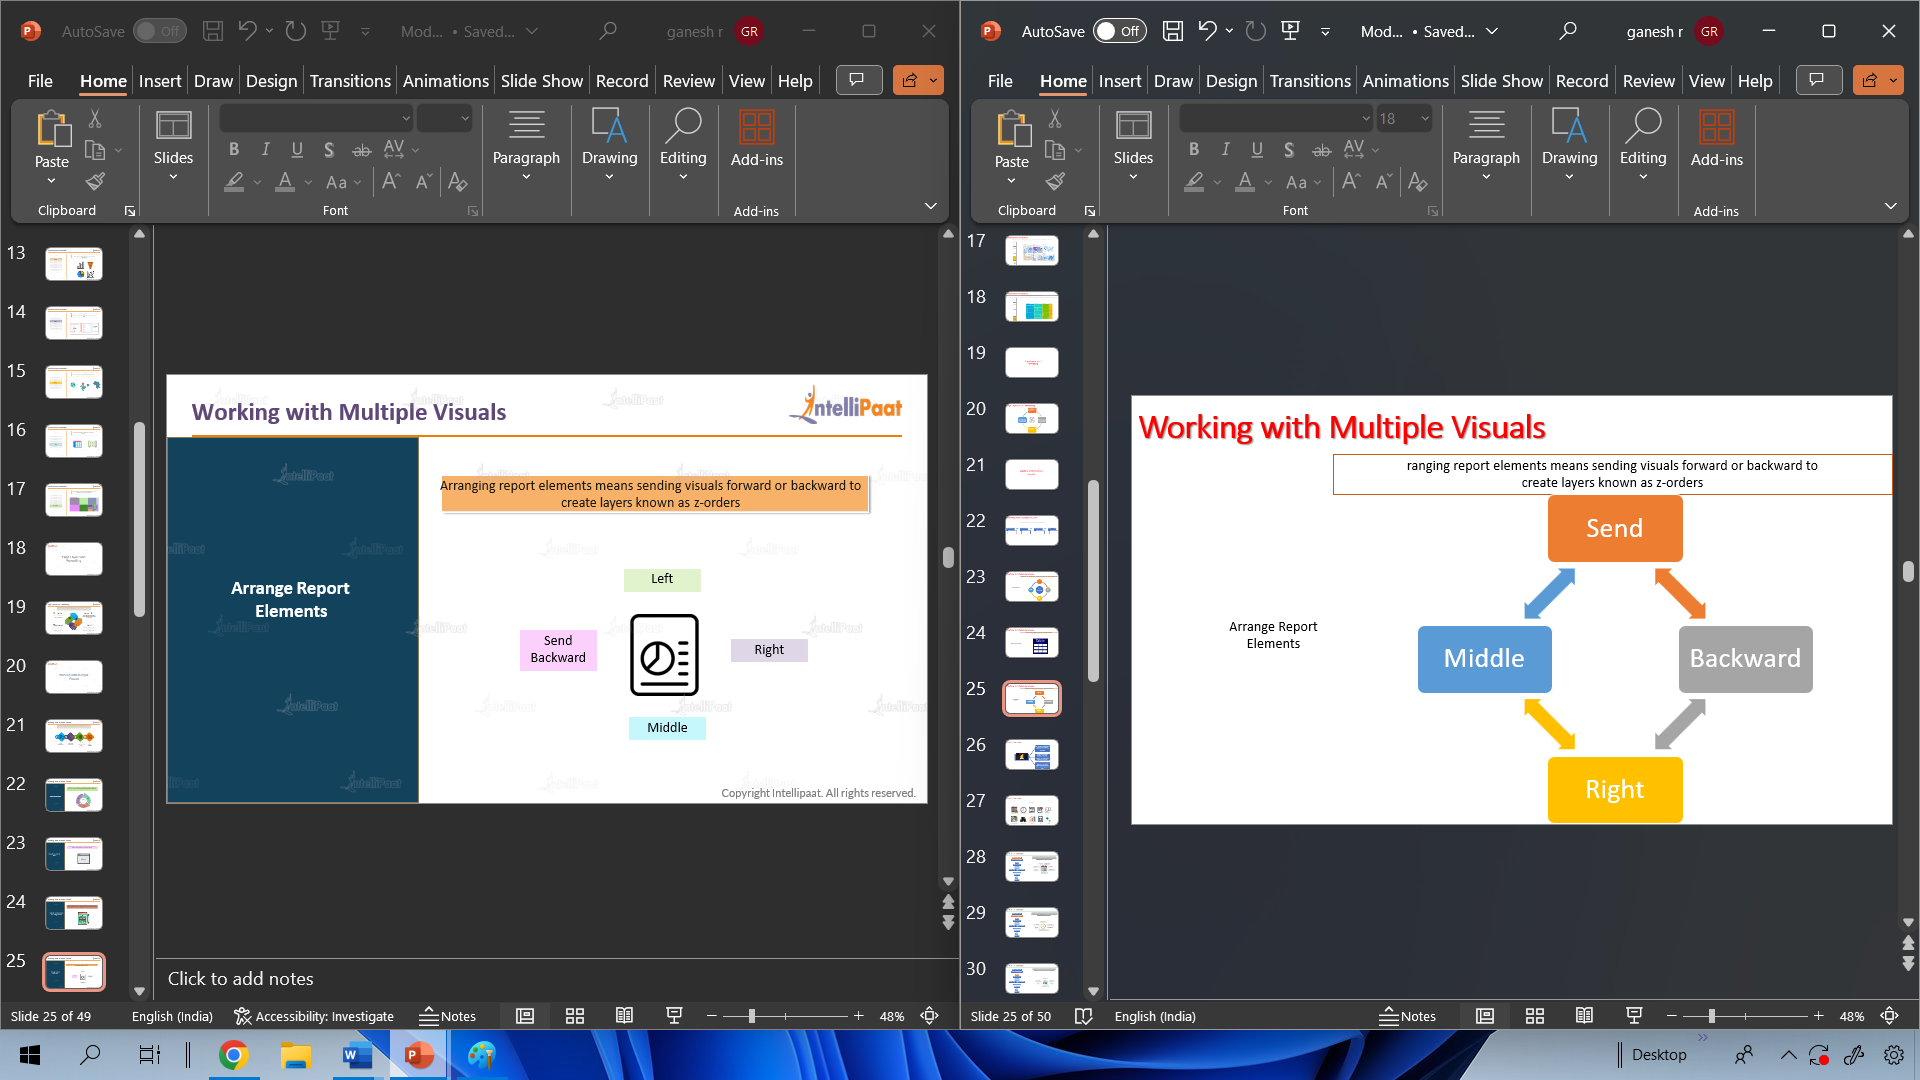 AutoSave Off Mod... • Saved... ganesh r GR
File Home Insert Draw Design Transitions Animations Slide Show Record Review View Help
Paste Slides B I U S ab AV Aa A A Paragraph Drawing Editing Add-ins
Clipboard Font Add-ins
13
14
15
16
17
18
19
20
21
22
23
24
25
Working with Multiple Visuals
IntelliPaat
Arranging report elements means sending visuals forward or backward to
create layers known as z-orders
Arrange Report
Elements
Left
Send
Backward
Right
Middle
Copyright Intellipaat. All rights reserved.
Click to add notes
Slide 25 of 49 English (India) Accessibility: Investigate Notes 48%
AutoSave Off Mod... • Saved... ganesh r GR
File Home Insert Draw Design Transitions Animations Slide Show Record Review View Help
18
Paste Slides B I U S ab AV Aa A A Paragraph Drawing Editing Add-ins
Clipboard Font Add-ins
17
18
19
20
21
22
23
24
25
26
27
28
29
30
Working with Multiple Visuals
ranging report elements means sending visuals forward or backward to
create layers known as z-orders
Send
Arrange Report
Elements
Middle
Backward
Right
Slide 25 of 50 English (India) Notes 48%
Desktop